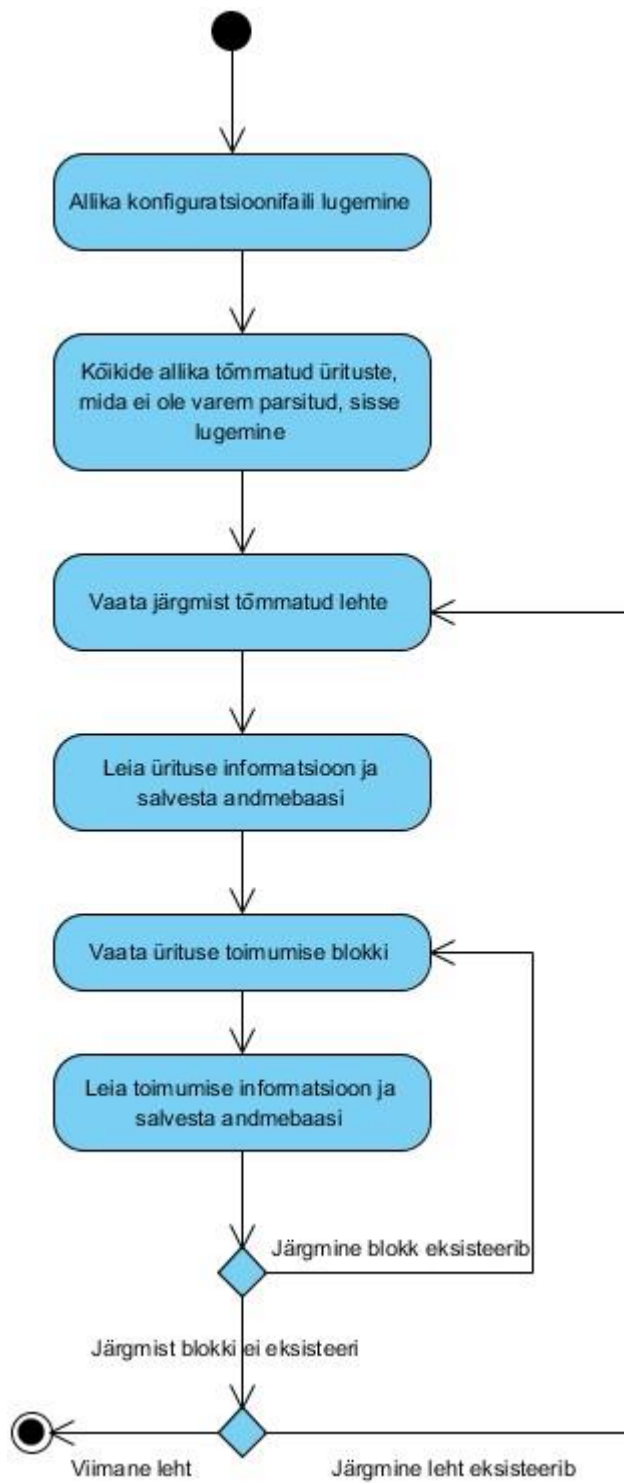 Allika konfiguratsioonifaili lugemine
Kõikide allika tõmmatud ürituste,
mida ei ole varem parsitud, sisse
lugemine
Vaata järgmist tõmmatud lehte
Leia ürituse informatsioon ja
salvesta andmebaasi
Vaata ürituse toimumise blokki
Leia toimumise informatsioon ja
salvesta andmebaasi
Järgmine blokk eksisteerib
Järgmist blokki ei eksisteeri
Viimane leht
Järgmine leht eksisteerib